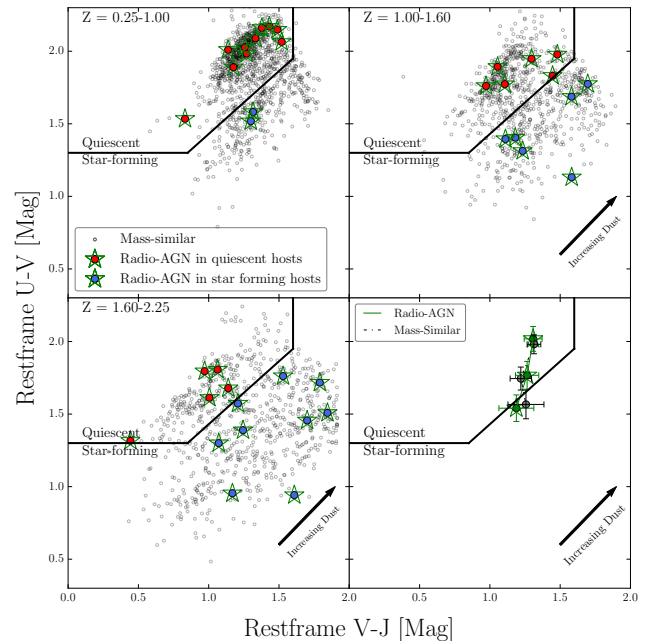 Z = 0.25-1.00
Z = 1.00-1.60
2.0
1.5
1.0
0.5
Quiescent
Star-forming
Quiescent
Star-forming
Mass-similar
Radio-AGN in quiescent hosts
Radio-AGN in star forming hosts
Increasing Dust
Restframe U-V [Mag]
Z = 1.60-2.25
Radio-AGN
Mass-Similar
2.0
1.5
1.0
0.5
Quiescent
Star-forming
Quiescent
Star-forming
Increasing Dust
Increasing Dust
0.0 0.5 1.0 1.5 2.0 0.5 1.0 1.5 2.0
Restframe V-J [Mag]